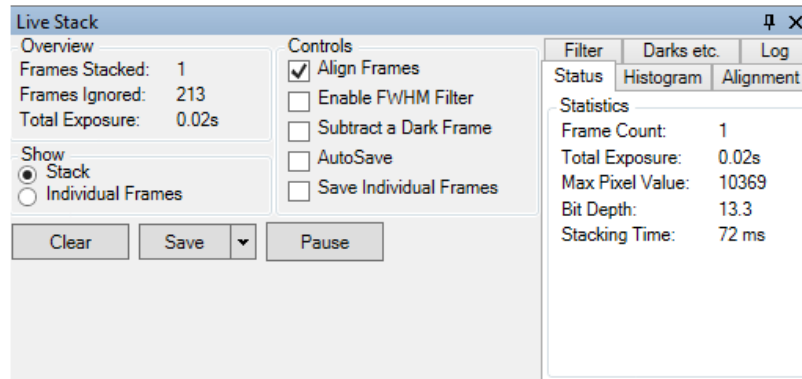 Live Stack
Overview
Frames Stacked: 1
Frames Ignored: 213
Total Exposure: 0.02s
Show
Stack
Individual Frames
Controls
Align Frames
Enable FWHM Filter
Subtract a Dark Frame
AutoSave
Save Individual Frames
Clear Save Pause
Filter Darks etc. Log
Status Histogram Alignment
Statistics
Frame Count: 1
Total Exposure: 0.02s
Max Pixel Value: 10369
Bit Depth: 13.3
Stacking Time: 72 ms